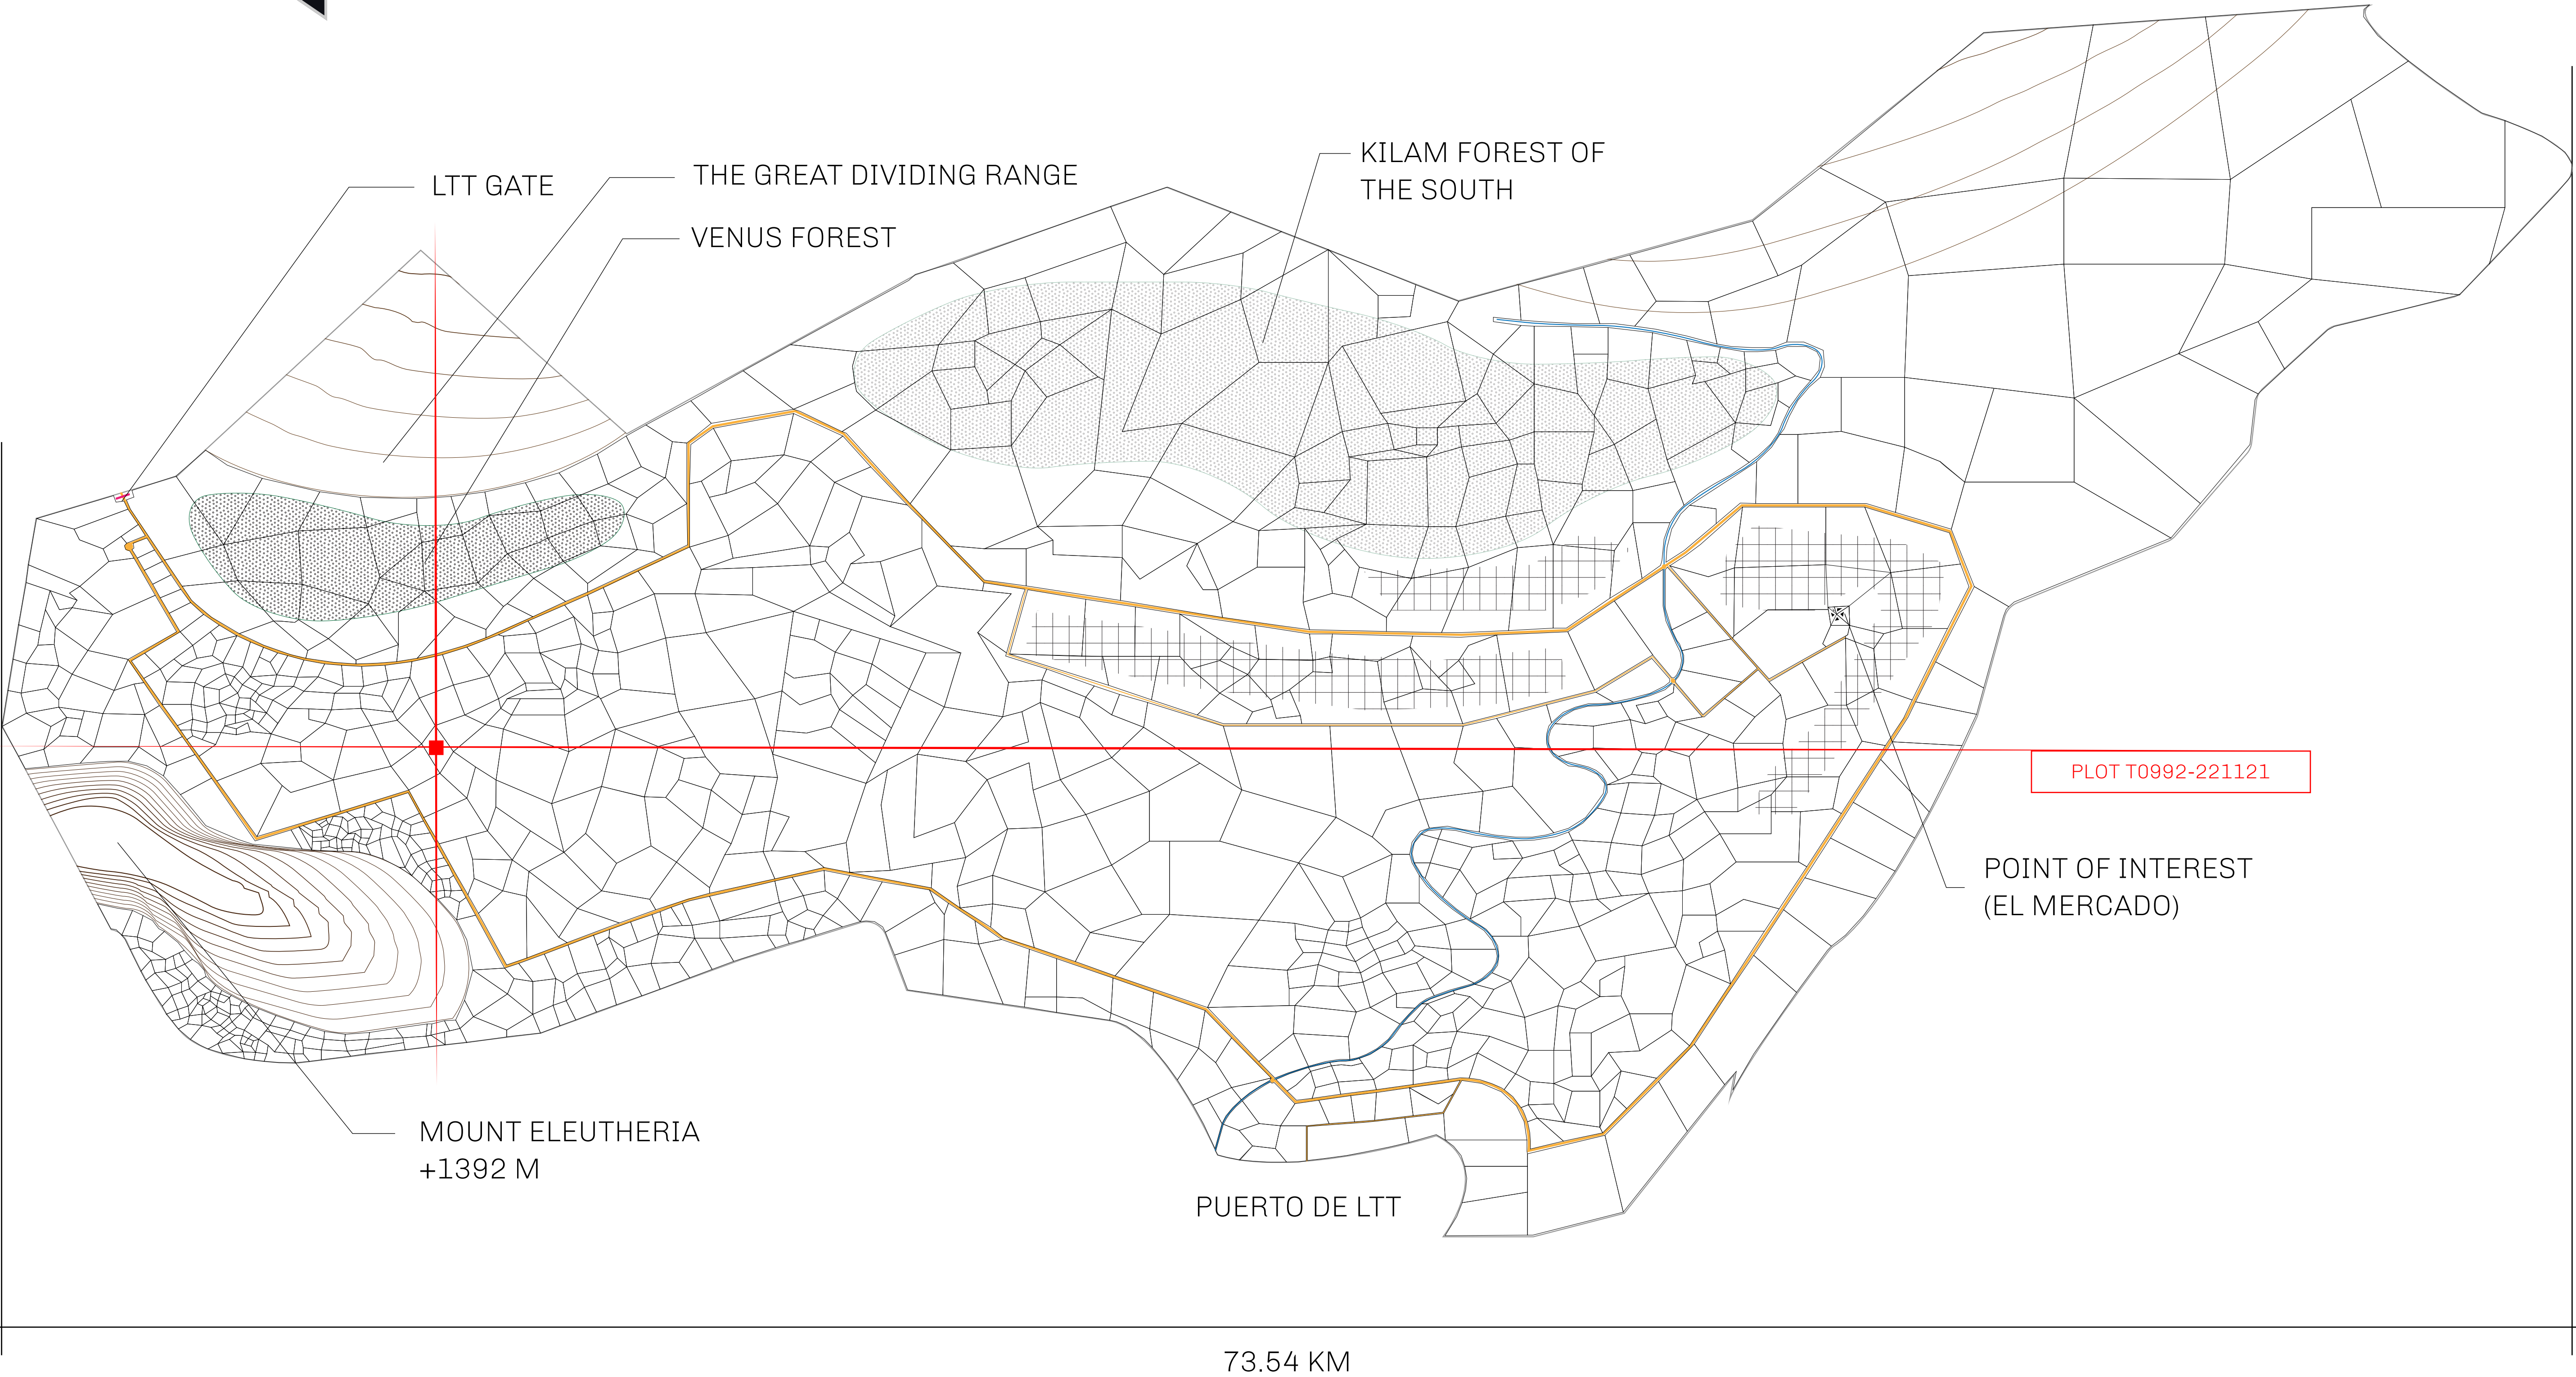 KILAM FOREST OF
THE SOUTH
LTT GATE
THE GREAT DIVIDING RANGE
VENUS FOREST
PLOT T0992-221121
POINT OF INTEREST
(EL MERCADO)
MOUNT ELEUTHERIA
+1392 M
PUERTO DE LTT
73.54 KM